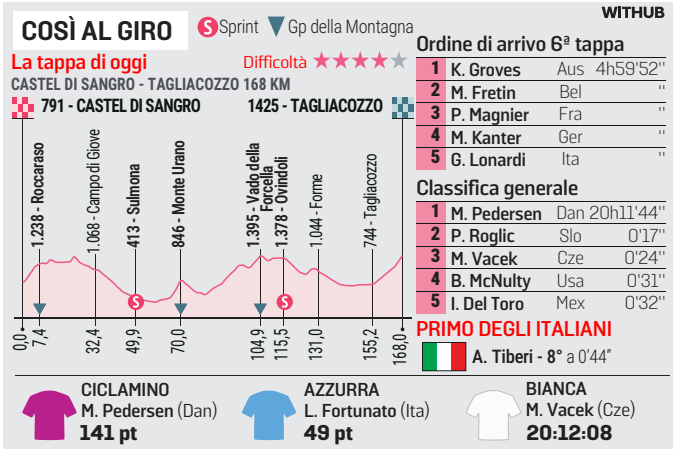 WITHUB
COSÌ AL GIRO
S Sprint
Gp della Montagna
La tappa di oggi
Difficoltà
CASTEL DI SANGRO - TAGLIACOZZO 168 KM
791 - CASTEL DI SANGRO
1425 - TAGLIACOZZO
1.238 - Roccaraso
1.068 - Campo di Giove
413 - Sulmona
846 - Monte Urano
1.395 - Vado della
Forcella
1.378 - Ovindoli
1.044 - Forme
744 - Tagliacozzo
S
S
0,0
7,4
32,4
49,9
70,0
104,9
115,5
131,0
155,2
168,0
Ordine di arrivo 6ª tappa
1 K. Groves Aus 4h59'52"
2 M. Fretin Bel "
3 P. Magnier Fra "
4 M. Kanter Ger "
5 G. Lonardi Ita "
Classifica generale
1 M. Pedersen Dan 20h11'44"
2 P. Roglic Slo 0'17"
3 M. Vacek Cze 0'24"
4 B. McNulty Usa 0'31"
5 I. Del Toro Mex 0'32"
PRIMO DEGLI ITALIANI
A. Tiberi - 8° a 0'44"
CICLAMINO
M. Pedersen (Dan)
141 pt
AZZURRA
L. Fortunato (Ita)
49 pt
BIANCA
M. Vacek (Cze)
20:12:08